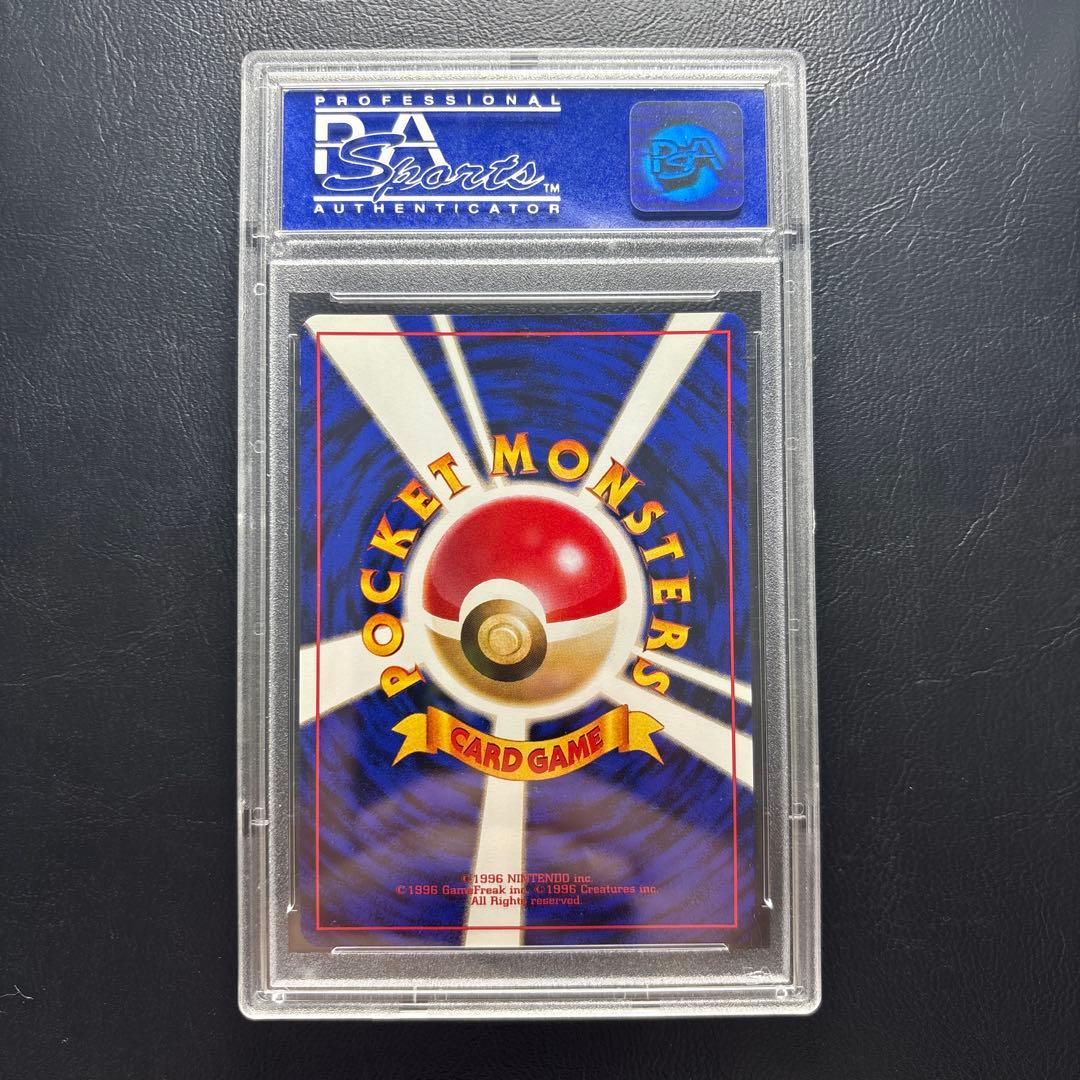 PROFESSIONAL
PSA
Sports™
AUTHENTICATOR
PSA
POCKET MONSTERS
CARD GAME
©1996 NINTENDO inc.
©1996 GameFreak inc. ©1996 Creatures inc.
All Rights reserved.